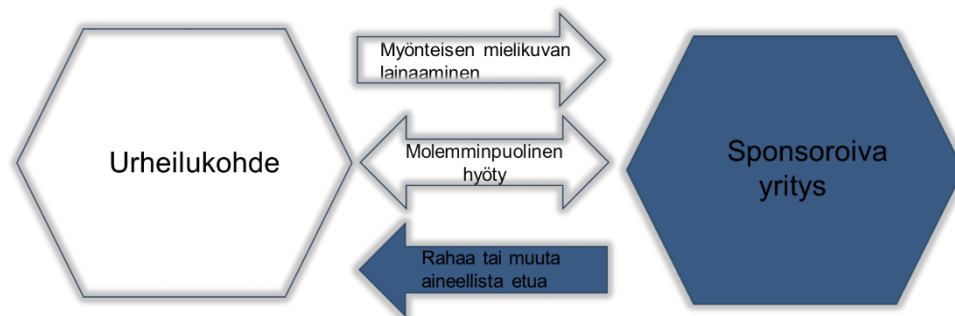 Urheilukohde
Myönteisen mielikuvan
lainaaminen
Molemminpuolinen
hyöty
Rahaa tai muuta
aineellista etua
Sponsoroiva
yritys